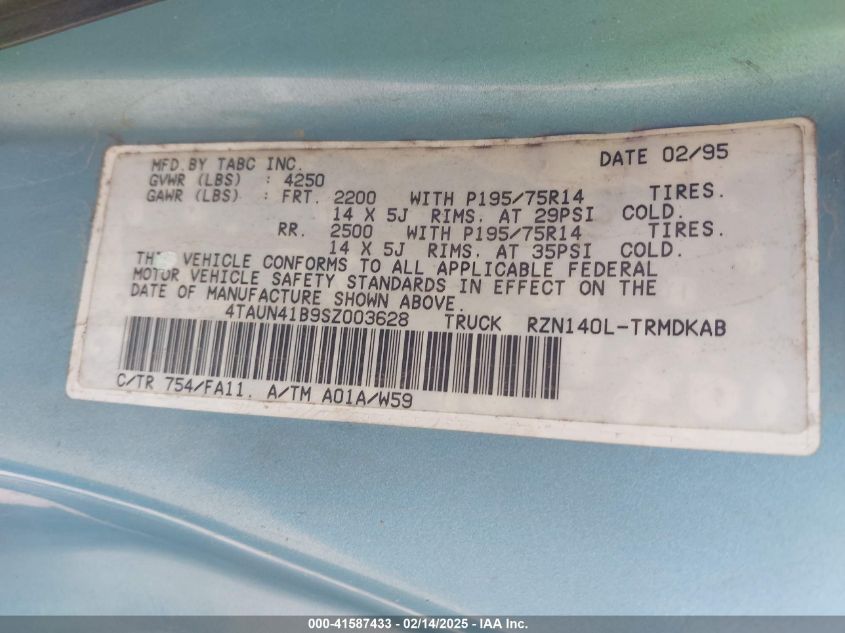 MFD.BY TABC INC. DATE 02/95
GVWR (LBS) : 4250
GAWR (LBS) : FRT. 2200 WITH P195/75R14 TIRES.
14 X 5J RIMS. AT 29PSI COLD.
RR. 2500 WITH P195/75R14 TIRES.
14 X 5J RIMS. AT 35PSI COLD.
THIS VEHICLE CONFORMS TO ALL APPLICABLE FEDERAL
MOTOR VEHICLE SAFETY STANDARDS IN EFFECT ON THE
DATE OF MANUFACTURE SHOWN ABOVE.
4TAUN41B9SZ003628 TRUCK RZN140L-TRMDKAB
C/TR 754/FA11. A/TM A01A/W59
000-41587433 - 02/14/2025 - IAA Inc.